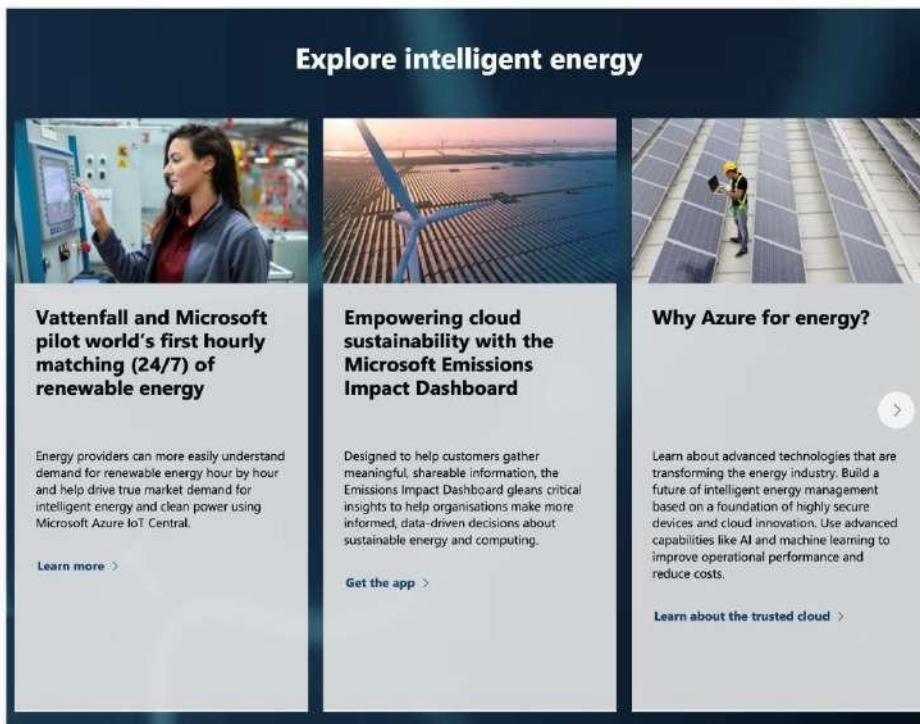 Explore intelligent energy
Vattenfall and Microsoft
pilot world's first hourly
matching (24/7) of
renewable energy
Energy providers can more easily understand
demand for renewable energy hour by hour
and help drive true market demand for
intelligent energy and clean power using
Microsoft Azure IoT Central.
Learn more >
Empowering cloud
sustainability with the
Microsoft Emissions
Impact Dashboard
Designed to help customers gather
meaningful, shareable information, the
Emissions Impact Dashboard gleans critical
insights to help organisations make more
informed, data-driven decisions about
sustainable energy and computing.
Get the app >
Why Azure for energy?
Learn about advanced technologies that are
transforming the energy industry. Build a
future of intelligent energy management
based on a foundation of highly secure
devices and cloud innovation. Use advanced
capabilities like AI and machine learning to
improve operational performance and
reduce costs.
Learn about the trusted cloud >